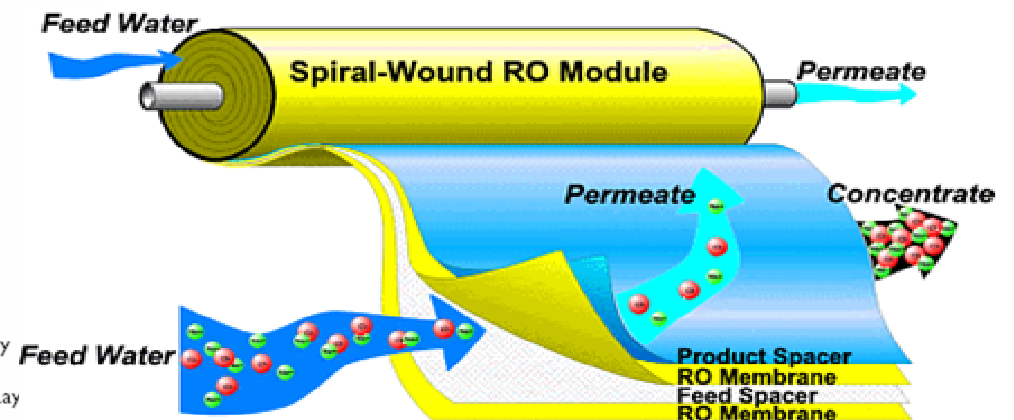 Feed Water
Spiral-Wound RO Module
Permeate
Permeate
Concentrate
Feed Water
Product Spacer
RO Membrane
Feed Spacer
RO Membrane